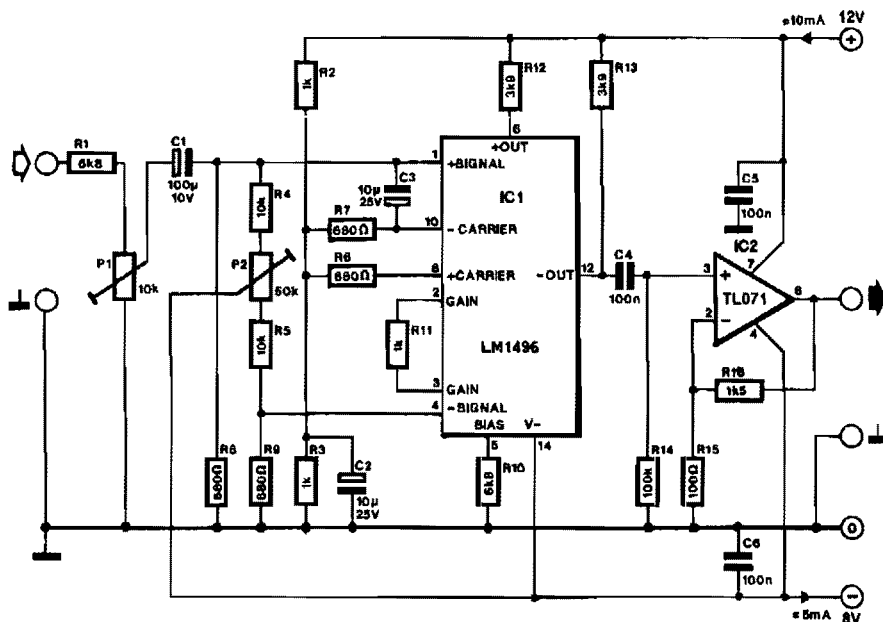 ≤10mA
12V
+
R2
1k
R12
3k9
R13
3k9
R1
6k8
C1
100µ
10V
6
+OUT
1
+SIGNAL
IC1
C3
10µ
25V
R4
10k
R7
680Ω
10
- CARRIER
C5
100n
P1
10k
P2
50k
R6
680Ω
8
+CARRIER
-OUT
12
C4
100n
IC2
3
+
7
TL071
6
2
-
4
2
GAIN
R5
10k
R11
1k
LM1496
3
GAIN
4
-SIGNAL
BIAS
V-
R16
1k5
R8
680Ω
R9
680Ω
R3
1k
C2
10µ
25V
5
R10
6k8
14
R14
100k
R15
100Ω
0
C6
100n
≤5mA
-
8V